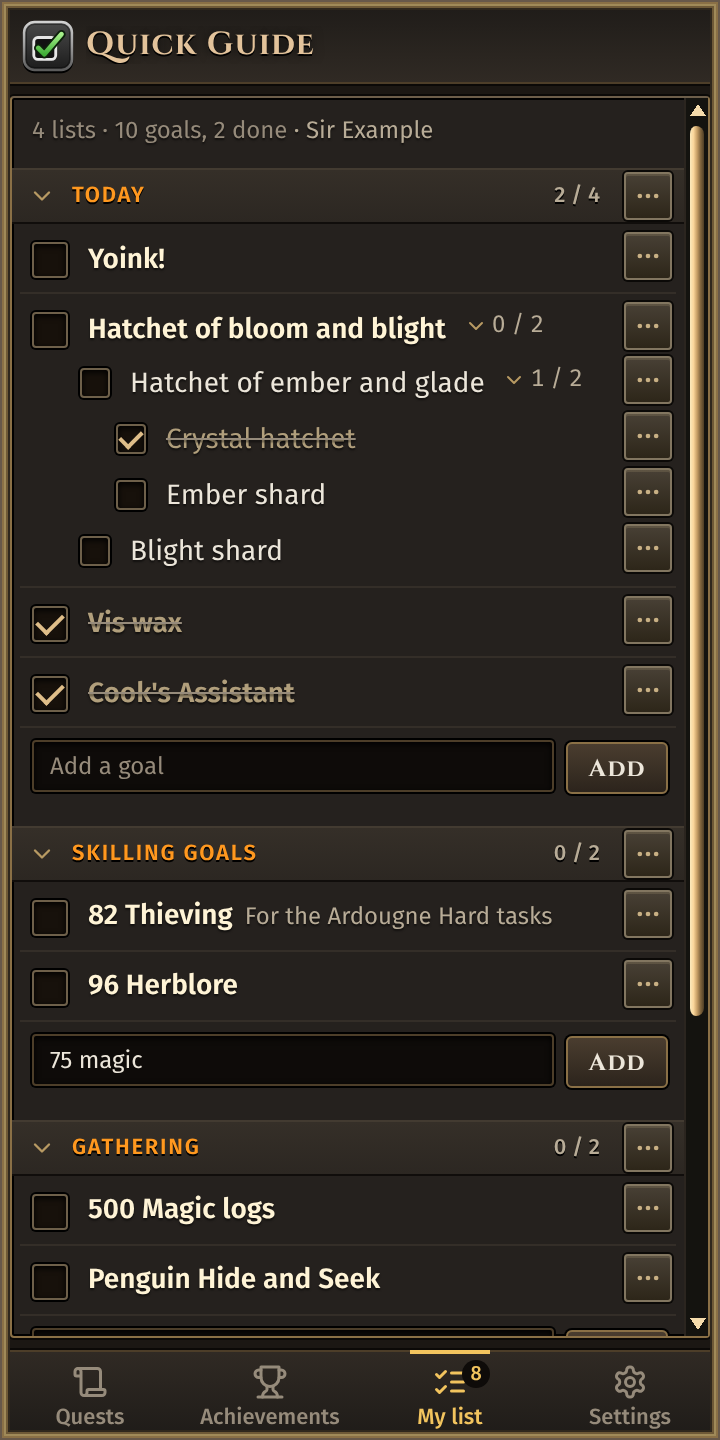 Quick Guide
4 lists · 10 goals, 2 done · Sir Example
TODAY 2 / 4
Yoink!
Hatchet of bloom and blight 0 / 2
Hatchet of ember and glade 1 / 2
Crystal hatchet
Ember shard
Blight shard
Vis wax
Cook's Assistant
Add a goal ADD
SKILLING GOALS 0 / 2
82 Thieving For the Ardougne Hard tasks
96 Herblore
75 magic ADD
GATHERING 0 / 2
500 Magic logs
Penguin Hide and Seek
8
Quests Achievements My list Settings